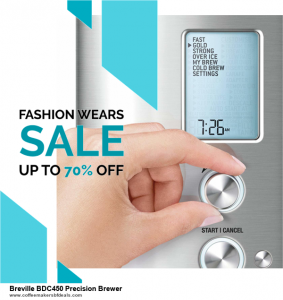 FAST
GOLD
STRONG
OVER ICE
MY BREW
COLD BREW
SETTINGS
7:26 AM
FASHION WEARS
SALE
UP TO 70% OFF
START | CANCEL
Breville BDC450 Precision Brewer
www.coffeemakersbfdeals.com